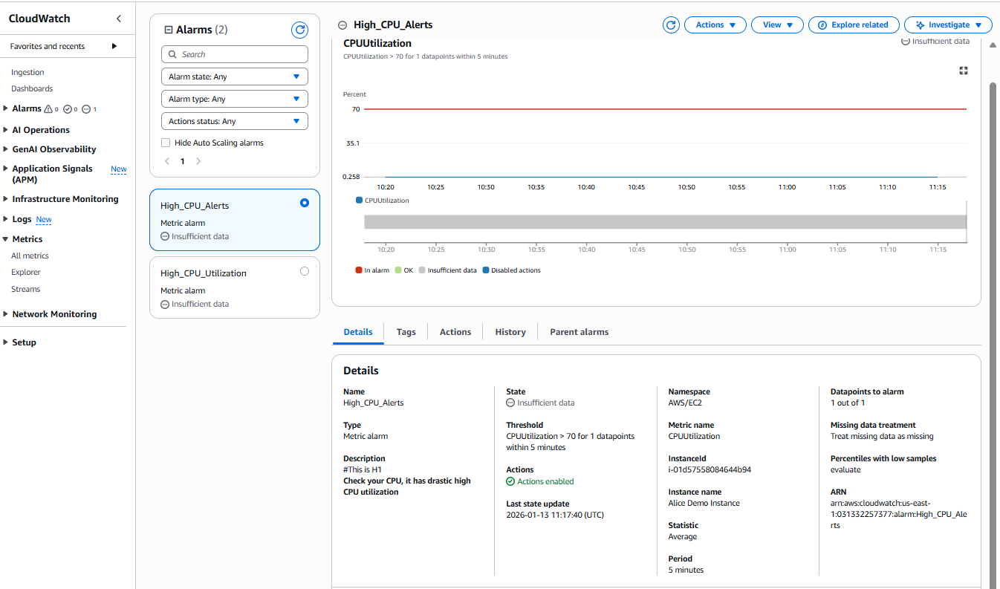 CloudWatch
Favorites and recents
Ingestion
Dashboards
Alarms 0 0 1
AI Operations
GenAI Observability
Application Signals New
(APM)
Infrastructure Monitoring
Logs New
Metrics
All metrics
Explorer
Streams
Network Monitoring
Setup
Alarms (2)
Search
Alarm state: Any
Alarm type: Any
Actions status: Any
Hide Auto Scaling alarms
1
High_CPU_Alerts
Metric alarm
Insufficient data
High_CPU_Utilization
Metric alarm
Insufficient data
High_CPU_Alerts
Actions
View
Explore related
Investigate
CPUUtilization
Insufficient data
CPUUtilization > 70 for 1 datapoints within 5 minutes
Percent
70
35.1
0.258
10:20 10:25 10:30 10:35 10:40 10:45 10:50 10:55 11:00 11:05 11:10 11:15
CPUUtilization
10:20 10:25 10:30 10:35 10:40 10:45 10:50 10:55 11:00 11:05 11:10 11:15
In alarm OK Insufficient data Disabled actions
Details Tags Actions History Parent alarms
Details
Name
High_CPU_Alerts
Type
Metric alarm
Description
#This is H1
Check your CPU, it has drastic high
CPU utilization
State
Insufficient data
Threshold
CPUUtilization > 70 for 1 datapoints
within 5 minutes
Actions
Actions enabled
Last state update
2026-01-13 11:17:40 (UTC)
Namespace
AWS/EC2
Metric name
CPUUtilization
InstanceId
i-01d57558084644b94
Instance name
Alice Demo Instance
Statistic
Average
Period
5 minutes
Datapoints to alarm
1 out of 1
Missing data treatment
Treat missing data as missing
Percentiles with low samples
evaluate
ARN
arn:aws:cloudwatch:us-east-
1:031332257377:alarm:High_CPU_Ale
rts